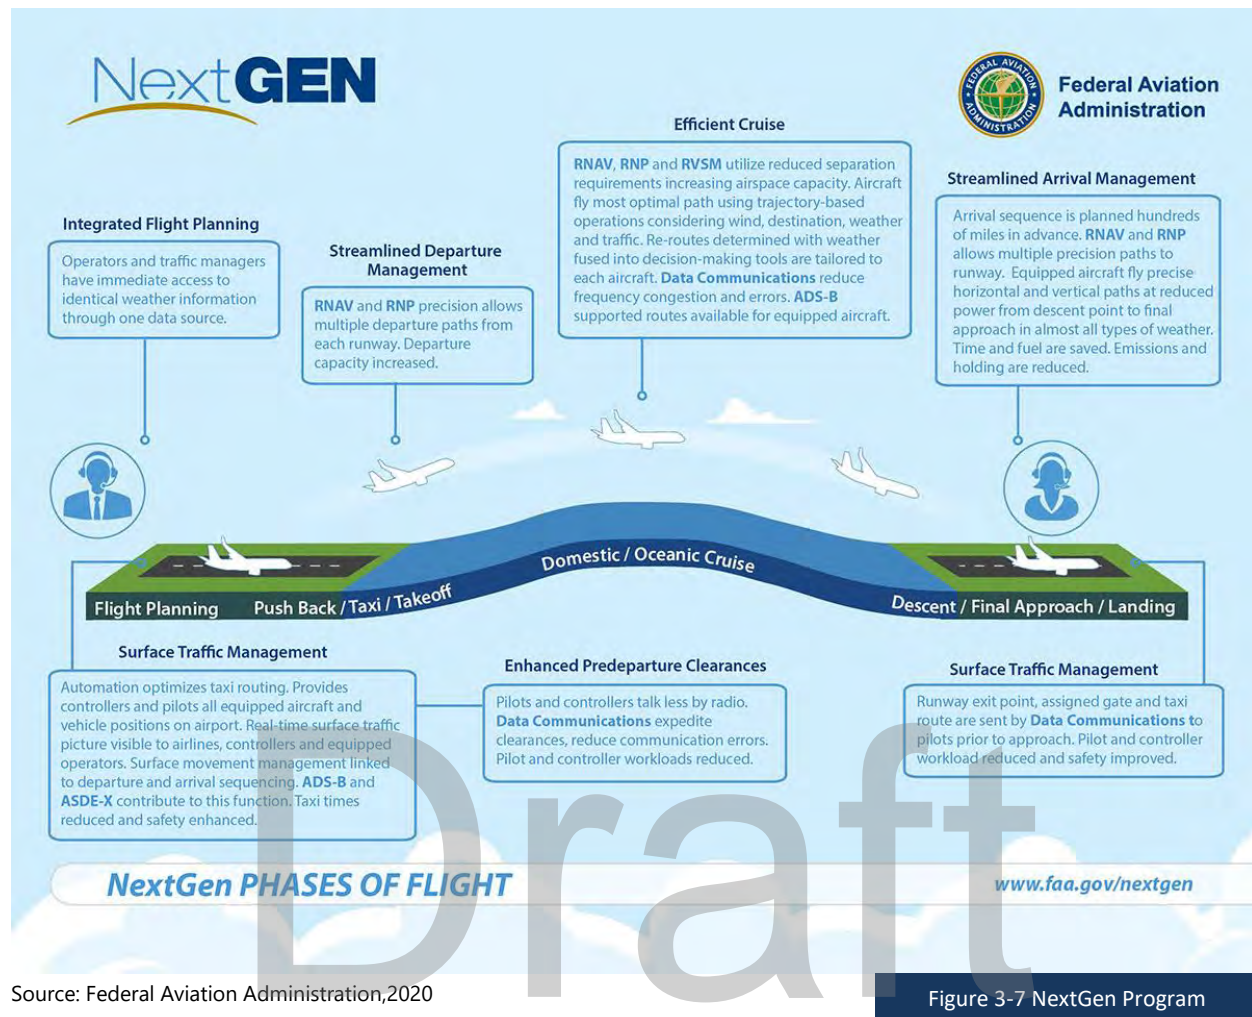 NextGEN
Federal Aviation
Administration
FEDERAL AVIATION
ADMINISTRATION
Efficient Cruise
RNAV, RNP and RVSM utilize reduced separation
requirements increasing airspace capacity. Aircraft
fly most optimal path using trajectory-based
operations considering wind, destination, weather
and traffic. Re-routes determined with weather
fused into decision-making tools are tailored to
each aircraft. Data Communications reduce
frequency congestion and errors. ADS-B
supported routes available for equipped aircraft.
Streamlined Arrival Management
Arrival sequence is planned hundreds
of miles in advance. RNAV and RNP
allows multiple precision paths to
runway. Equipped aircraft fly precise
horizontal and vertical paths at reduced
power from descent point to final
approach in almost all types of weather.
Time and fuel are saved. Emissions and
holding are reduced.
Integrated Flight Planning
Operators and traffic managers
have immediate access to
identical weather information
through one data source.
Streamlined Departure
Management
RNAV and RNP precision allows
multiple departure paths from
each runway. Departure
capacity increased.
Flight Planning
Push Back / Taxi / Takeoff
Domestic / Oceanic Cruise
Descent / Final Approach / Landing
Surface Traffic Management
Automation optimizes taxi routing. Provides
controllers and pilots all equipped aircraft and
vehicle positions on airport. Real-time surface traffic
picture visible to airlines, controllers and equipped
operators. Surface movement management linked
to departure and arrival sequencing. ADS-B and
ASDE-X contribute to this function. Taxi times
reduced and safety enhanced.
Enhanced Predeparture Clearances
Pilots and controllers talk less by radio.
Data Communications expedite
clearances, reduce communication errors.
Pilot and controller workloads reduced.
Surface Traffic Management
Runway exit point, assigned gate and taxi
route are sent by Data Communications to
pilots prior to approach. Pilot and controller
workload reduced and safety improved.
Draft
NextGen PHASES OF FLIGHT
www.faa.gov/nextgen
Source: Federal Aviation Administration,2020
Figure 3-7 NextGen Program